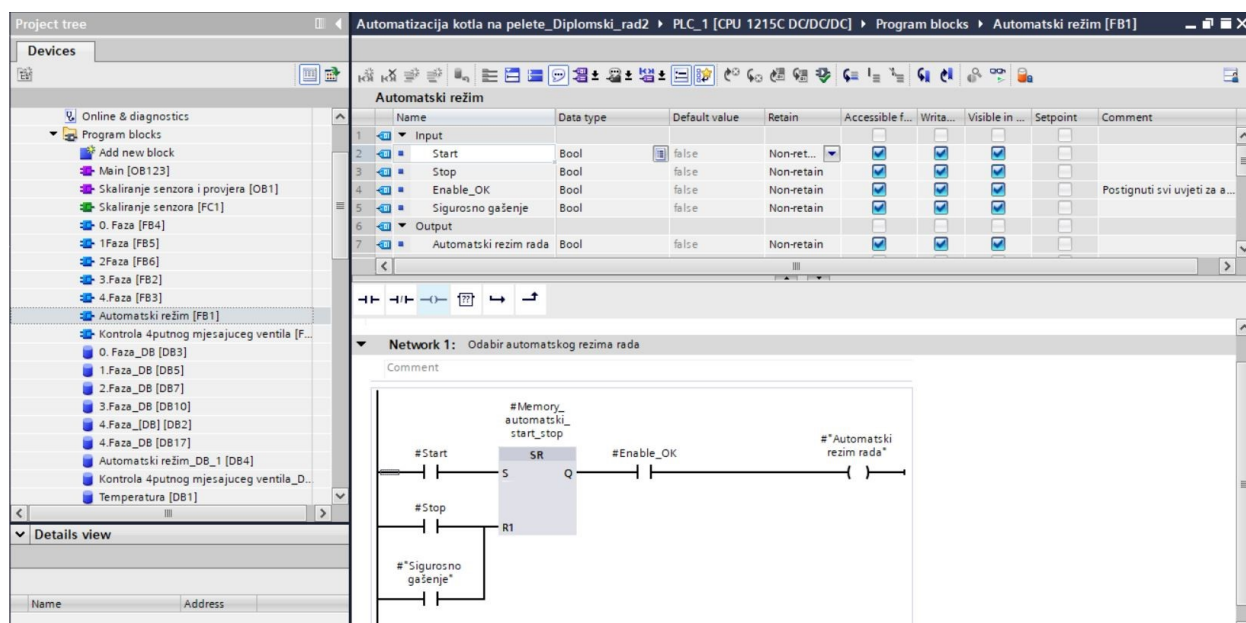 Project tree
Automatizacija kotla na pelete_Diplomski_rad2 ▸ PLC_1 [CPU 1215C DC/DC/DC] ▸ Program blocks ▸ Automatski režim [FB1]
Devices
Online & diagnostics
Program blocks
Add new block
Main [OB123]
Skaliranje senzora i provjera [OB1]
Skaliranje senzora [FC1]
0. Faza [FB4]
1Faza [FB5]
2Faza [FB6]
3.Faza [FB2]
4.Faza [FB3]
Automatski režim [FB1]
Kontrola 4putnog mjesajuceg ventila [F...
0. Faza_DB [DB3]
1.Faza_DB [DB5]
2.Faza_DB [DB7]
3.Faza_DB [DB10]
4.Faza_[DB] [DB2]
4.Faza_DB [DB17]
Automatski režim_DB_1 [DB4]
Kontrola 4putnog mjesajuceg ventila_D...
Temperatura [DB1]
Details view
Name Address
Automatski režim
Name Data type Default value Retain Accessible f... Writa... Visible in ... Setpoint Comment
1 Input
2 Start Bool false Non-ret...
3 Stop Bool false Non-retain
4 Enable_OK Bool false Non-retain Postignuti svi uvjeti za a...
5 Sigurosno gašenje Bool false Non-retain
6 Output
7 Automatski rezim rada Bool false Non-retain
??
Network 1: Odabir automatskog rezima rada
Comment
#Memory_
automatski_
start_stop
#"Automatski
rezim rada"
#Start SR #Enable_OK
S Q
#Stop
R1
#"Sigurosno
gašenje"